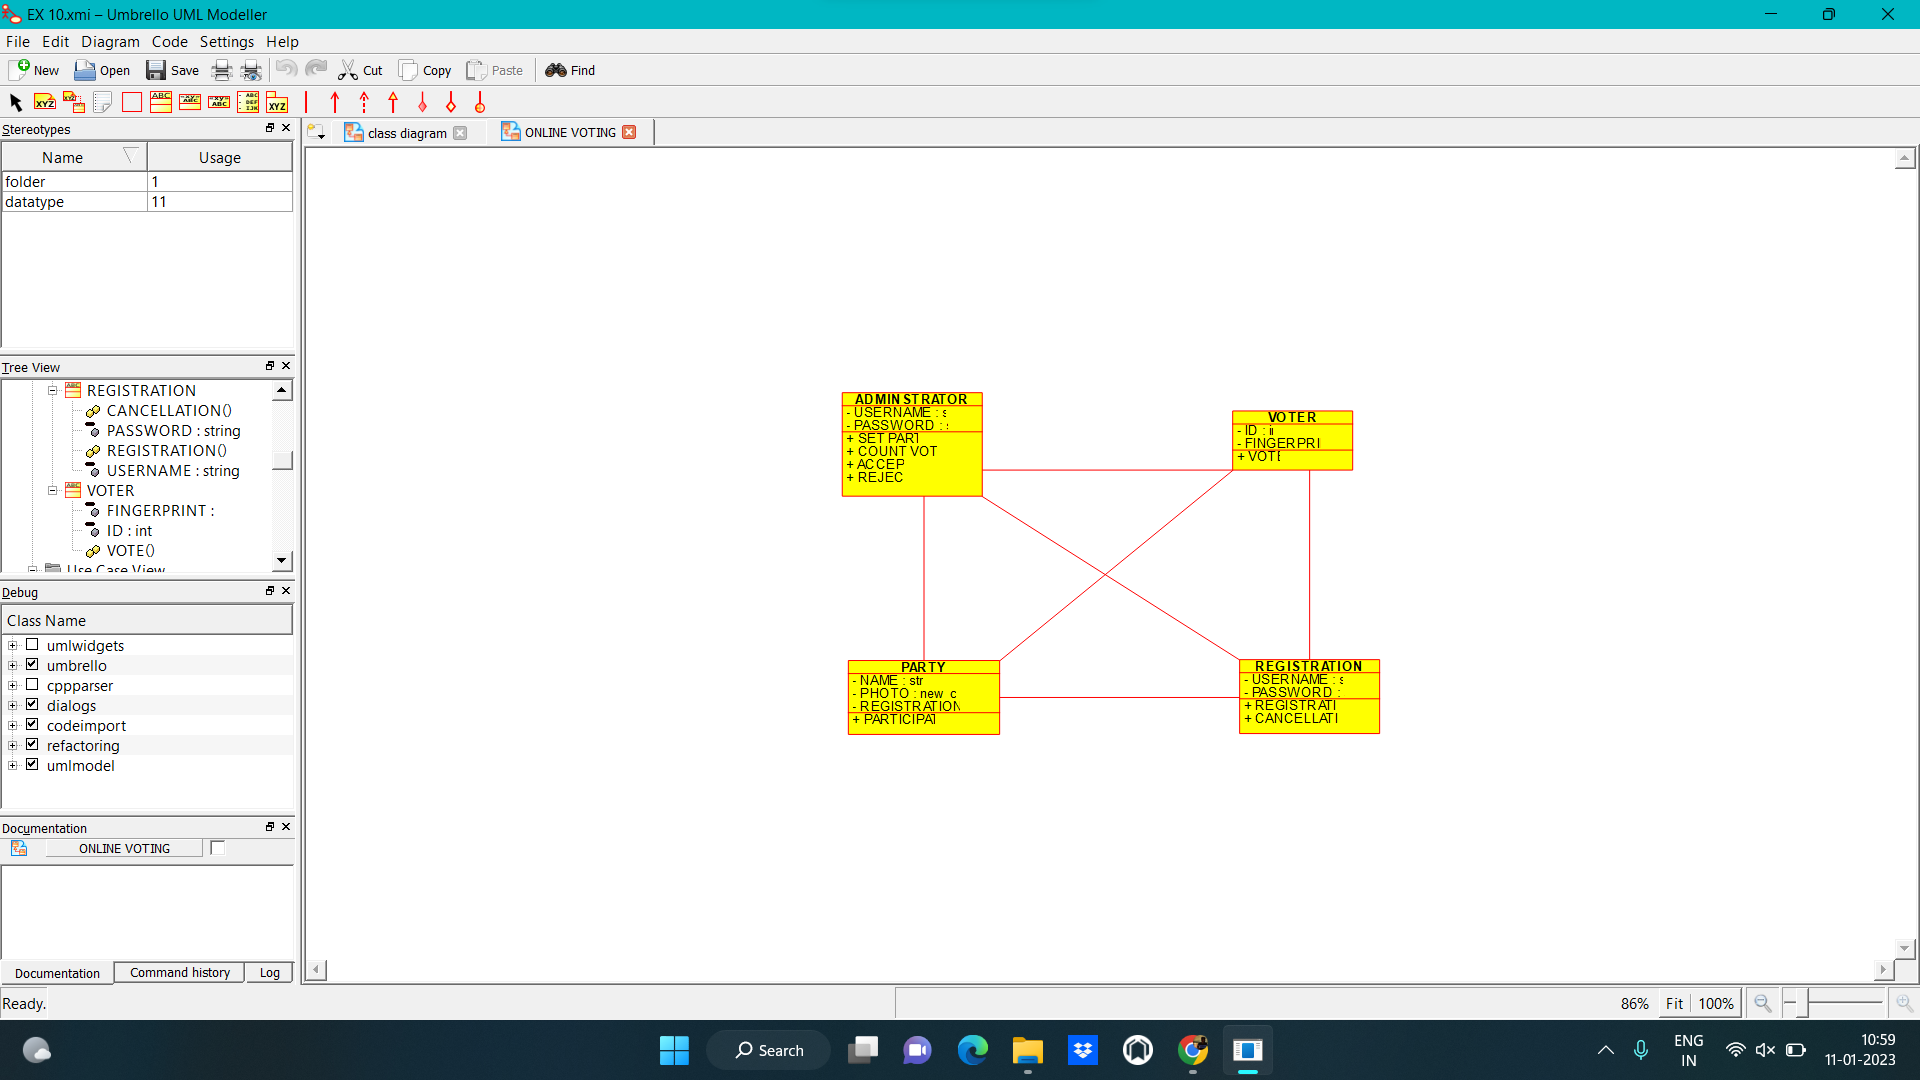 EX 10.xmi – Umbrello UML Modeller
File Edit Diagram Code Settings Help
New Open Save Cut Copy Paste Find
Stereotypes
Name Usage
folder 1
datatype 11
Tree View
REGISTRATION
CANCELLATION()
PASSWORD : string
REGISTRATION()
USERNAME : string
VOTER
FINGERPRINT :
ID : int
VOTE()
Use Case View
Debug
Class Name
umlwidgets
umbrello
cppparser
dialogs
codeimport
refactoring
umlmodel
Documentation
ONLINE VOTING
Documentation Command history Log
Ready.
class diagram
ONLINE VOTING
ADMINSTRATOR
- USERNAME : s
- PASSWORD : s
+ SET PART
+ COUNT VOT
+ ACCEP
+ REJEC
VOTER
- ID : i
- FINGERPRI
+ VOTE
PARTY
- NAME : str
- PHOTO : new_c
- REGISTRATION
+ PARTICIPAT
REGISTRATION
- USERNAME : s
- PASSWORD :
+ REGISTRATI
+ CANCELLATI
86% Fit 100%
Search
ENG
IN
10:59
11-01-2023